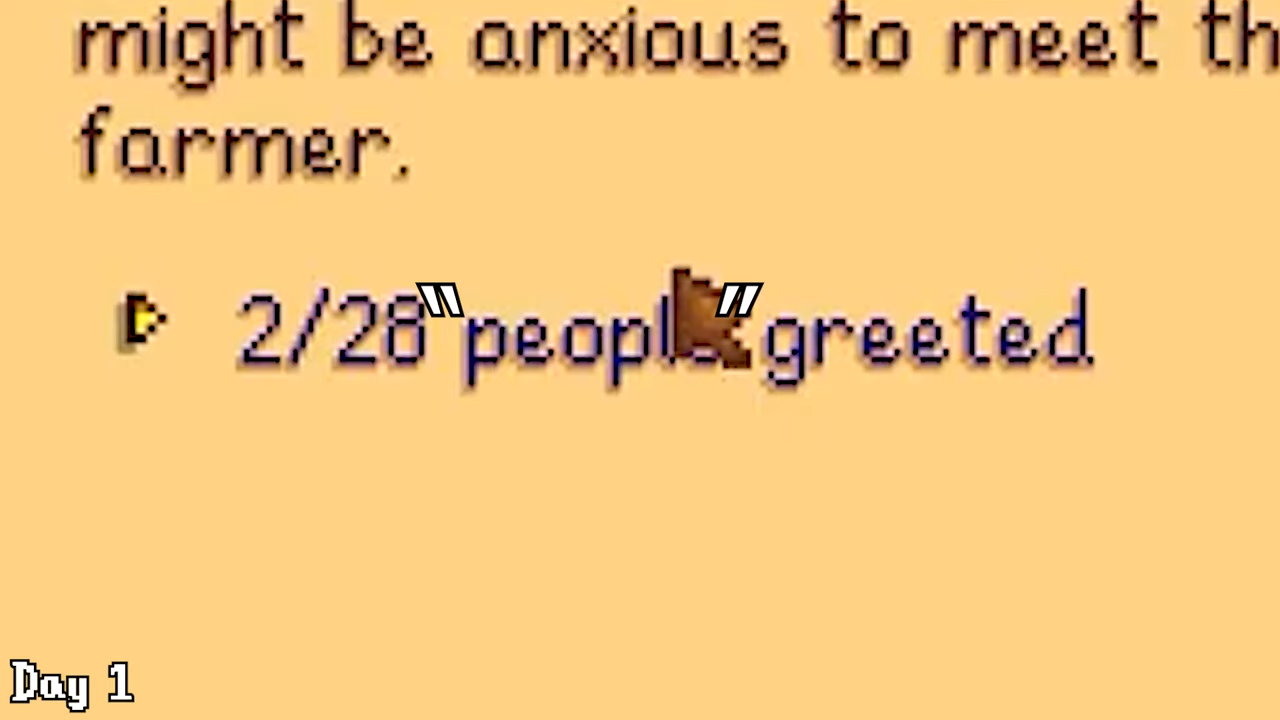 might be anxious to meet th
farmer.
2/28 “people” greeted
Day 1